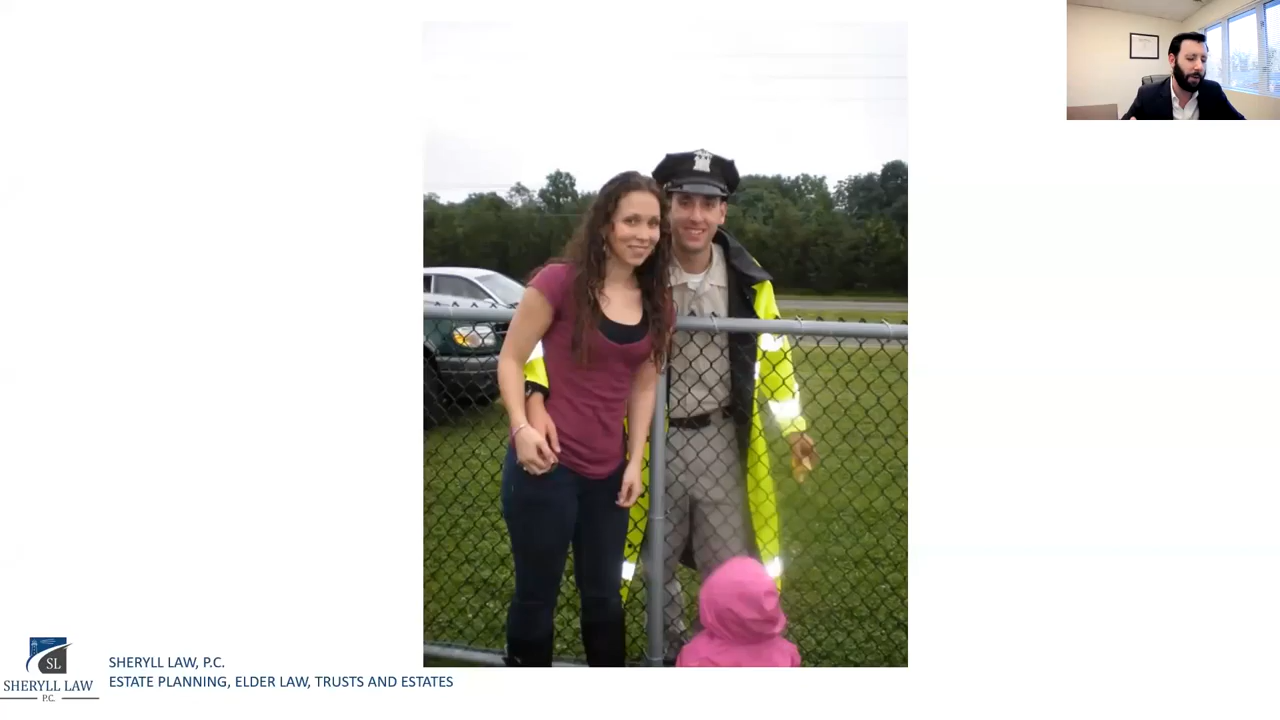 SL
SHERYLL LAW
P.C.
SHERYLL LAW, P.C.
ESTATE PLANNING, ELDER LAW, TRUSTS AND ESTATES